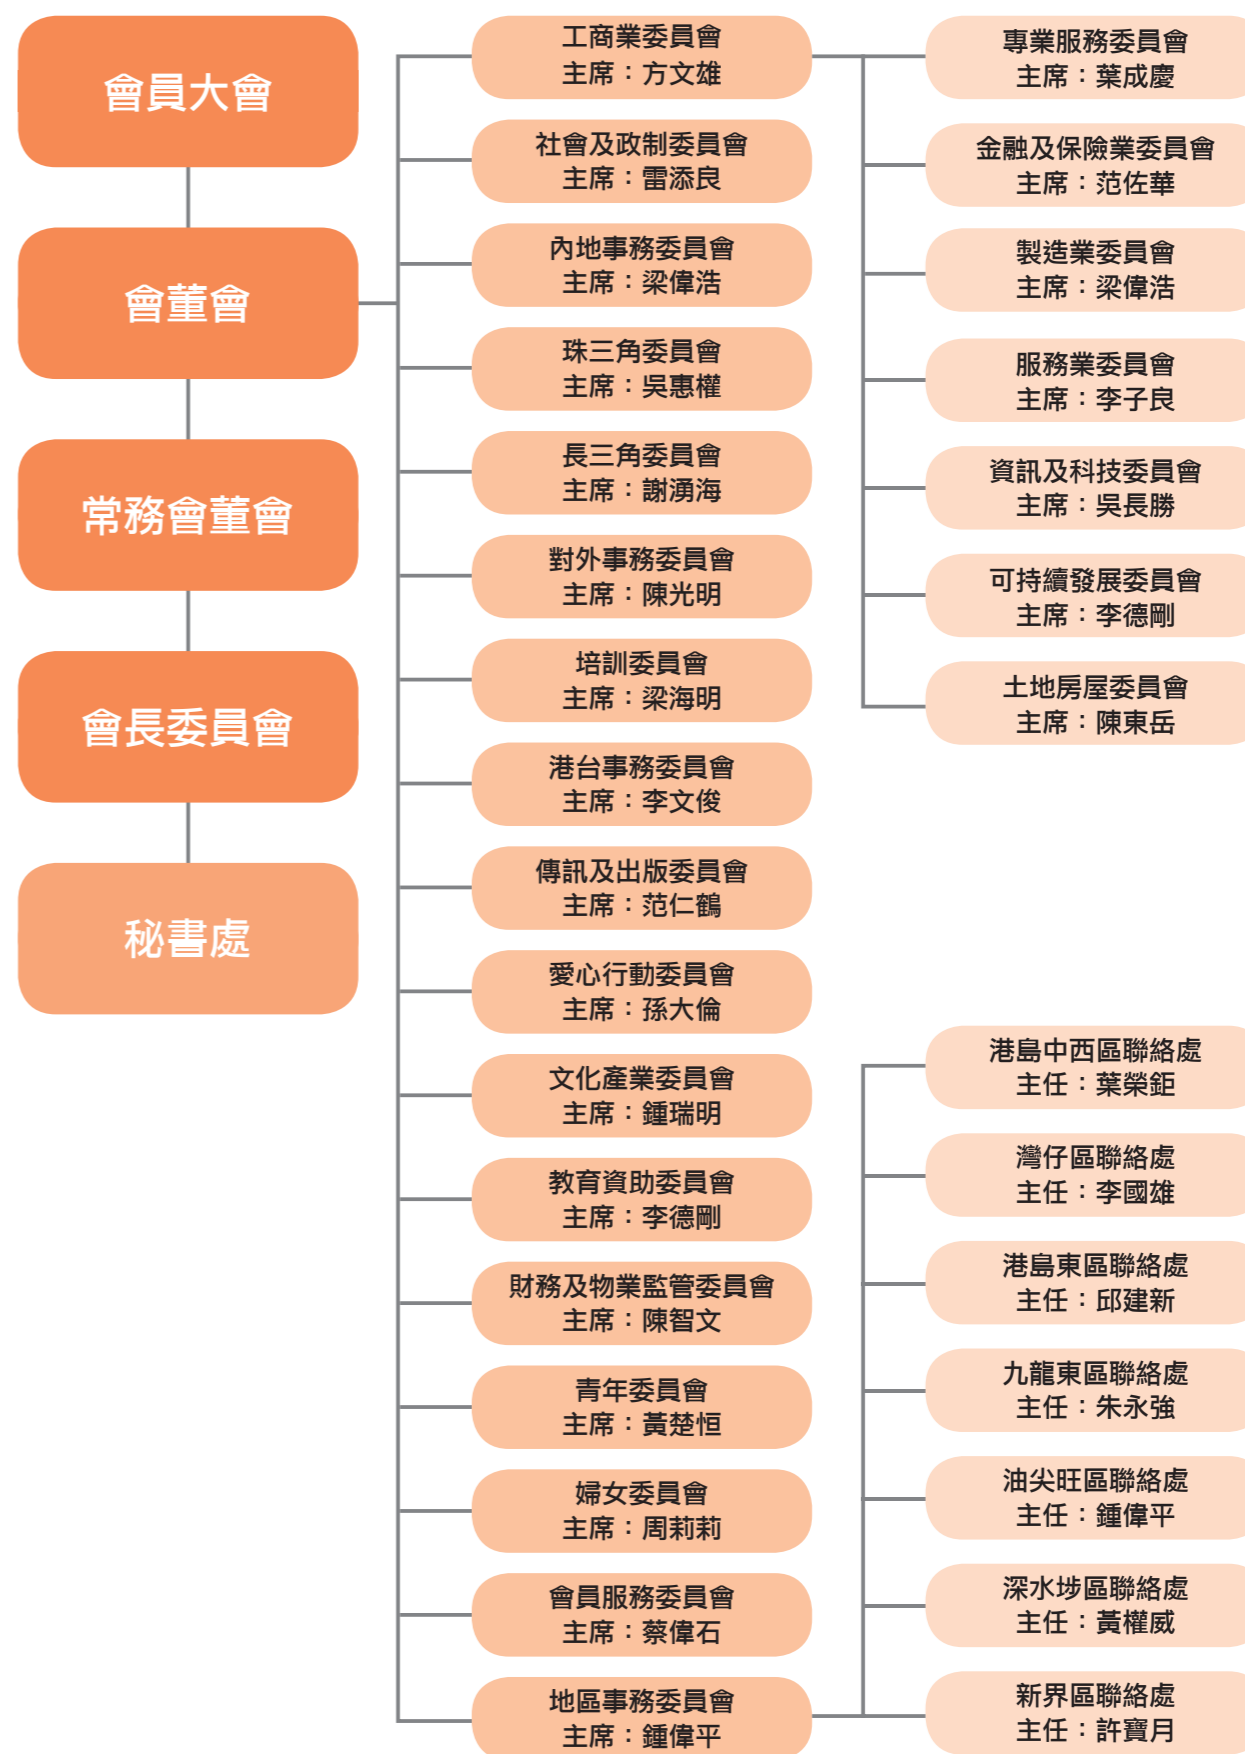 會員大會
會董會
常務會董會
會長委員會
秘書處
工商業委員會
主席：方文雄
社會及政制委員會
主席：雷添良
內地事務委員會
主席：梁偉浩
珠三角委員會
主席：吳惠權
長三角委員會
主席：謝湧海
對外事務委員會
主席：陳光明
培訓委員會
主席：梁海明
港台事務委員會
主席：李文俊
傳訊及出版委員會
主席：范仁鶴
愛心行動委員會
主席：孫大倫
文化產業委員會
主席：鍾瑞明
教育資助委員會
主席：李德剛
財務及物業監管委員會
主席：陳智文
青年委員會
主席：黃楚恒
婦女委員會
主席：周莉莉
會員服務委員會
主席：蔡偉石
地區事務委員會
主席：鍾偉平
專業服務委員會
主席：葉成慶
金融及保險業委員會
主席：范佐華
製造業委員會
主席：梁偉浩
服務業委員會
主席：李子良
資訊及科技委員會
主席：吳長勝
可持續發展委員會
主席：李德剛
土地房屋委員會
主席：陳東岳
港島中西區聯絡處
主任：葉榮鉅
灣仔區聯絡處
主任：李國雄
港島東區聯絡處
主任：邱建新
九龍東區聯絡處
主任：朱永強
油尖旺區聯絡處
主任：鍾偉平
深水埗區聯絡處
主任：黃權威
新界區聯絡處
主任：許寶月